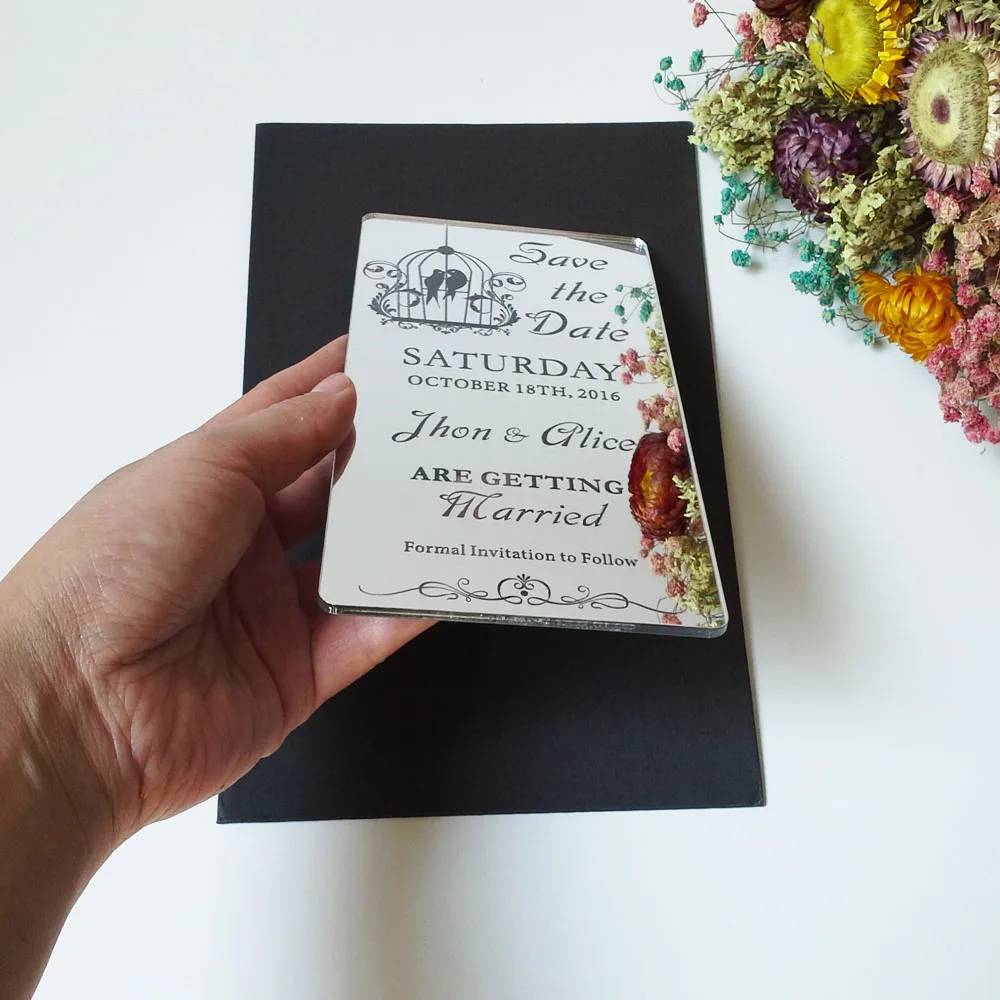 Save
the
Date
SATURDAY
OCTOBER 18TH, 2016
Jhon & Alice
ARE GETTING
Married
Formal Invitation to Follow